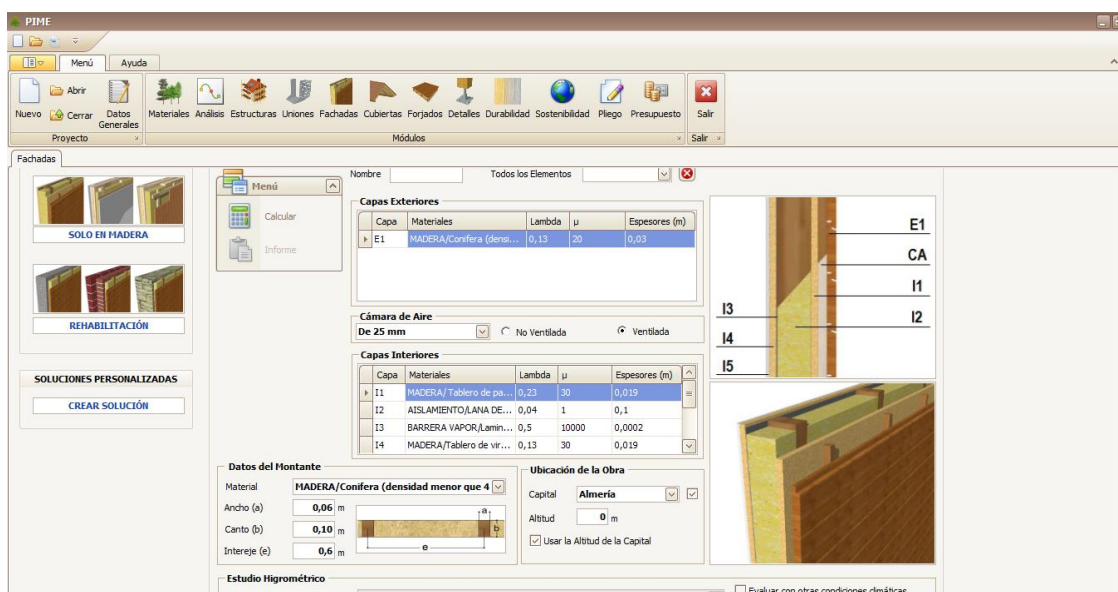 PIME
Menú Ayuda
Nuevo Abrir Cerrar Datos Generales Materiales Análisis Estructuras Uniones Fachadas Cubiertas Forjados Detalles Durabilidad Sostenibilidad Pliego Presupuesto Salir
Proyecto Módulos Salir
Fachadas
SOLO EN MADERA
REHABILITACIÓN
SOLUCIONES PERSONALIZADAS
CREAR SOLUCIÓN
Menú
Calcular
Informe
Nombre Todos los Elementos
Capas Exteriores
Capa Materiales Lambda µ Espesores (m)
E1 MADERA/Conifera (densi... 0,13 20 0,03
Cámara de Aire
De 25 mm No Ventilada Ventilada
Capas Interiores
Capa Materiales Lambda µ Espesores (m)
I1 MADERA/Tablero de pa... 0,23 30 0,019
I2 AISLAMIENTO/LANA DE... 0,04 1 0,1
I3 BARRERA VAPOR/Lamin... 0,5 10000 0,0002
I4 MADERA/Tablero de vir... 0,13 30 0,019
Datos del Montante
Material MADERA/Conifera (densidad menor que 4
Ancho (a) 0,06 m
Canto (b) 0,10 m
Intereje (e) 0,6 m
a
b
e
Ubicación de la Obra
Capital Almería
Altitud 0 m
Usar la Altitud de la Capital
E1
CA
I1
I2
I3
I4
I5
Estudio Higrométrico
Evaluar con otras condiciones climáticas